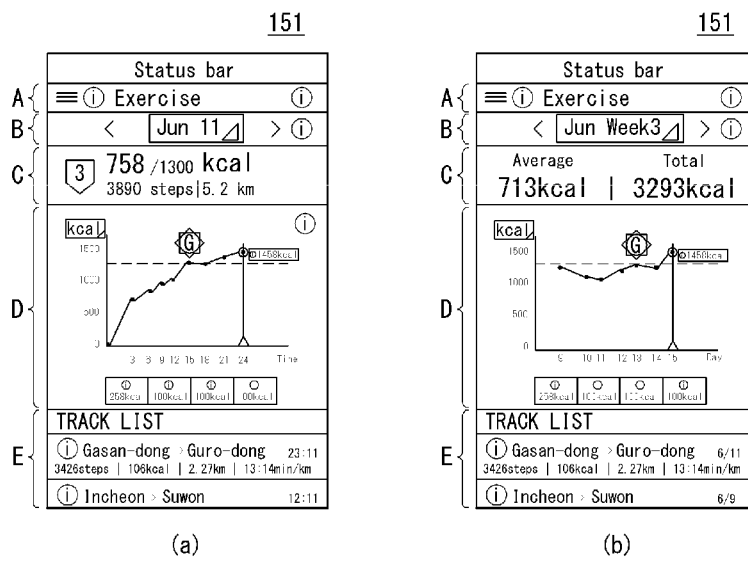 151
Status bar
A
Exercise
B
< Jun 11 >
C
3 758 /1300 kcal
3890 steps|5.2 km
D
kcal
G
1458kcal
1500
1000
500
0
3 6 9 12 15 18 21 24 Time
258kcal 100kcal 100kcal 00kcal
E
TRACK LIST
Gasan-dong > Guro-dong 23:11
3426steps | 106kcal | 2.27km | 13:14min/km
Incheon > Suwon 12:11
(a)
151
Status bar
A
Exercise
B
< Jun Week3 >
C
Average Total
713kcal | 3293kcal
D
kcal
G
1458kcal
1500
1000
500
0
9 10 11 12 13 14 15 Day
258kcal 100kcal 100kcal 100kcal
E
TRACK LIST
Gasan-dong > Guro-dong 6/11
3426steps | 106kcal | 2.27km | 13:14min/km
Incheon > Suwon 6/9
(b)